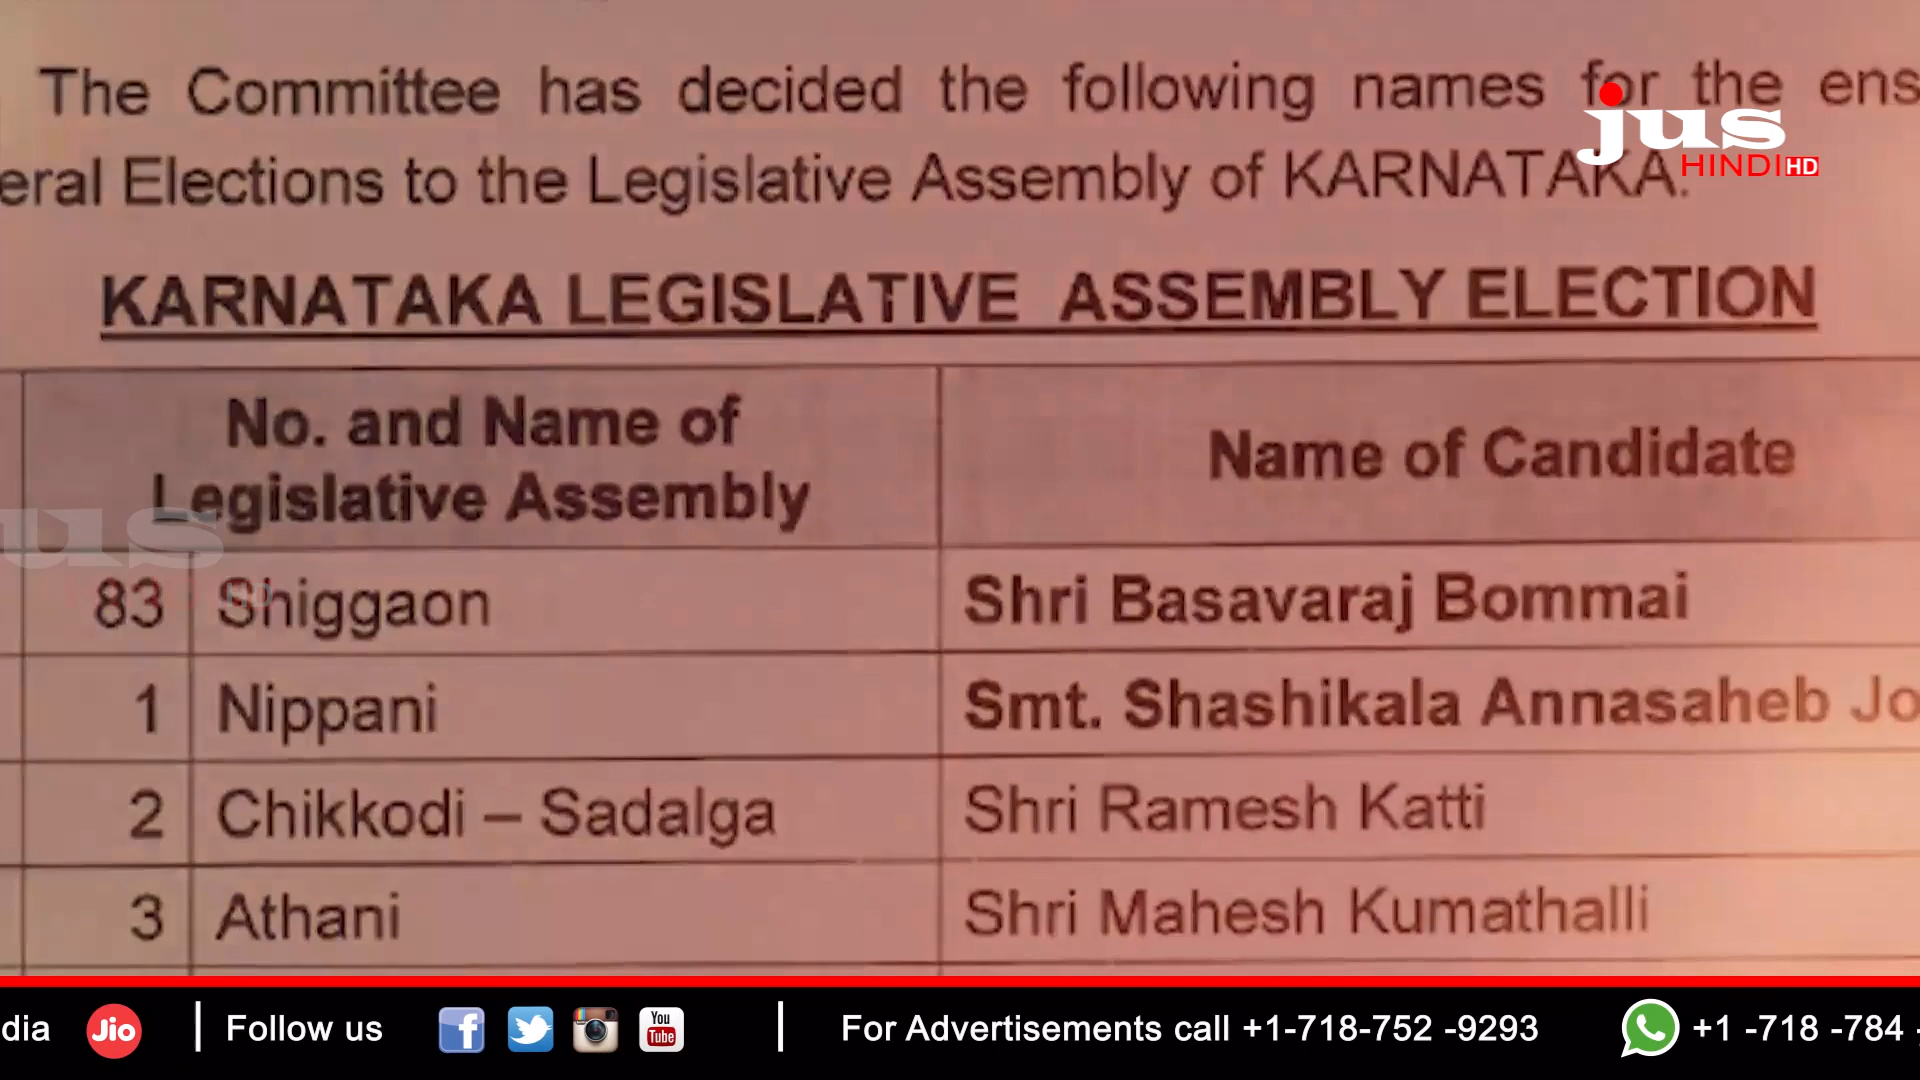 The Committee has decided the following names for the ens
eral Elections to the Legislative Assembly of KARNATAKA.
jus
HINDI HD
KARNATAKA LEGISLATIVE ASSEMBLY ELECTION
No. and Name of
Legislative Assembly
Name of Candidate
us
HD
83 Shiggaon Shri Basavaraj Bommai
1 Nippani Smt. Shashikala Annasaheb Jo
2 Chikkodi – Sadalga Shri Ramesh Katti
3 Athani Shri Mahesh Kumathalli
dia Jio | Follow us You Tube | For Advertisements call +1-718-752 -9293 +1 -718 -784 -